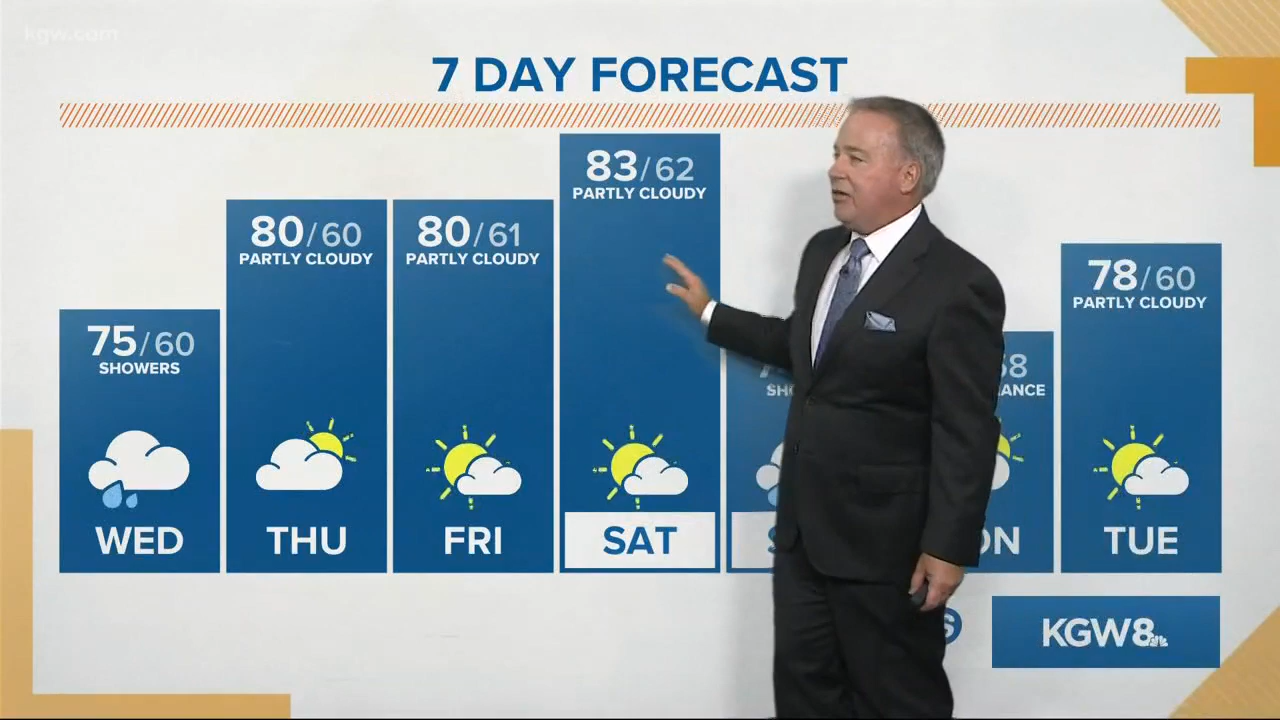 kgw.com
7 DAY FORECAST
75/60
SHOWERS
WED
80/60
PARTLY CLOUDY
THU
80/61
PARTLY CLOUDY
FRI
83/62
PARTLY CLOUDY
SAT
78/60
PARTLY CLOUDY
TUE
KGW8